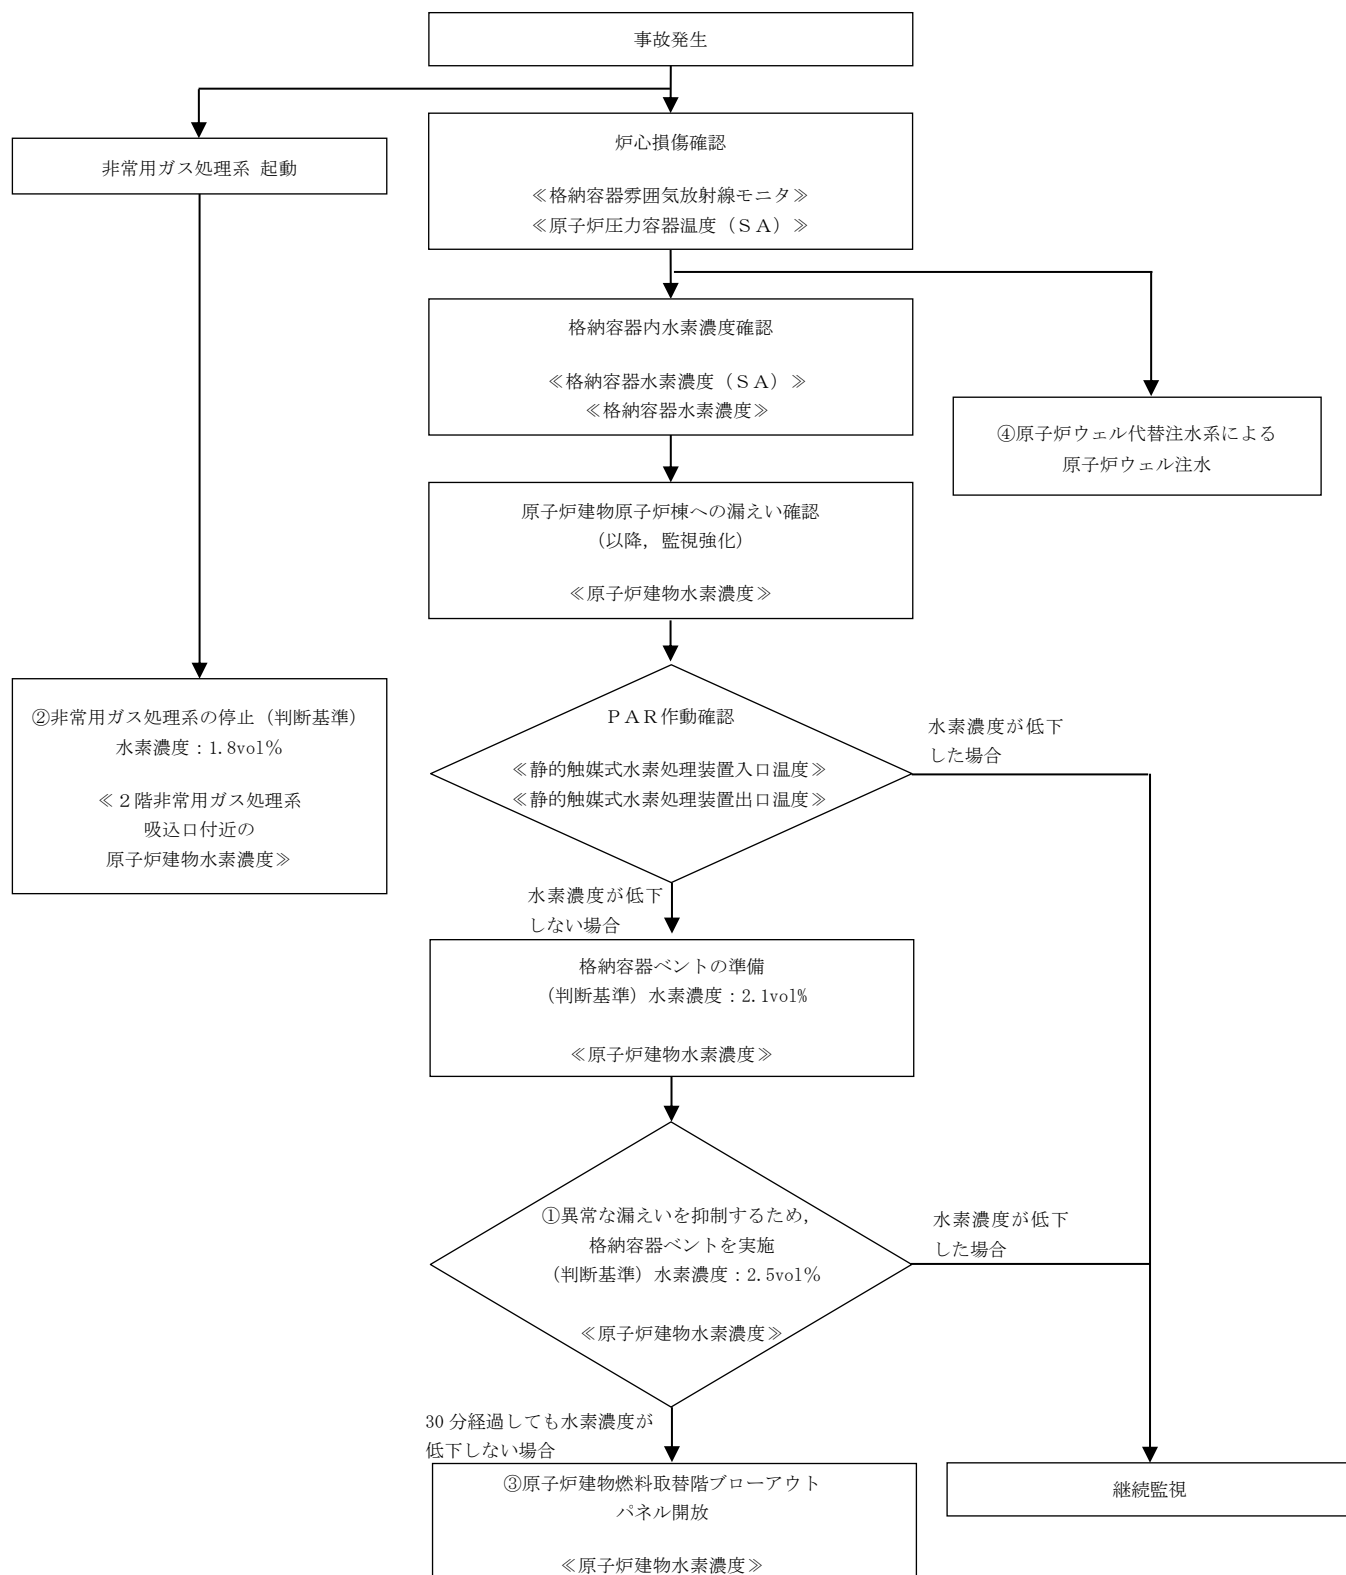 事故発生
非常用ガス処理系 起動
炉心損傷確認
≪格納容器雰囲気放射線モニタ≫
≪原子炉圧力容器温度（ＳＡ）≫
格納容器内水素濃度確認
≪格納容器水素濃度（ＳＡ）≫
≪格納容器水素濃度≫
④原子炉ウェル代替注水系による
原子炉ウェル注水
原子炉建物原子炉棟への漏えい確認
（以降，監視強化）
≪原子炉建物水素濃度≫
②非常用ガス処理系の停止（判断基準）
水素濃度：1.8vol％
≪２階非常用ガス処理系
吸込口付近の
原子炉建物水素濃度≫
ＰＡＲ作動確認
≪静的触媒式水素処理装置入口温度≫
≪静的触媒式水素処理装置出口温度≫
水素濃度が低下
した場合
水素濃度が低下
しない場合
格納容器ベントの準備
（判断基準）水素濃度：2.1vol%
≪原子炉建物水素濃度≫
①異常な漏えいを抑制するため，
格納容器ベントを実施
（判断基準）水素濃度：2.5vol％
≪原子炉建物水素濃度≫
水素濃度が低下
した場合
30 分経過しても水素濃度が
低下しない場合
③原子炉建物燃料取替階ブローアウト
パネル開放
≪原子炉建物水素濃度≫
継続監視